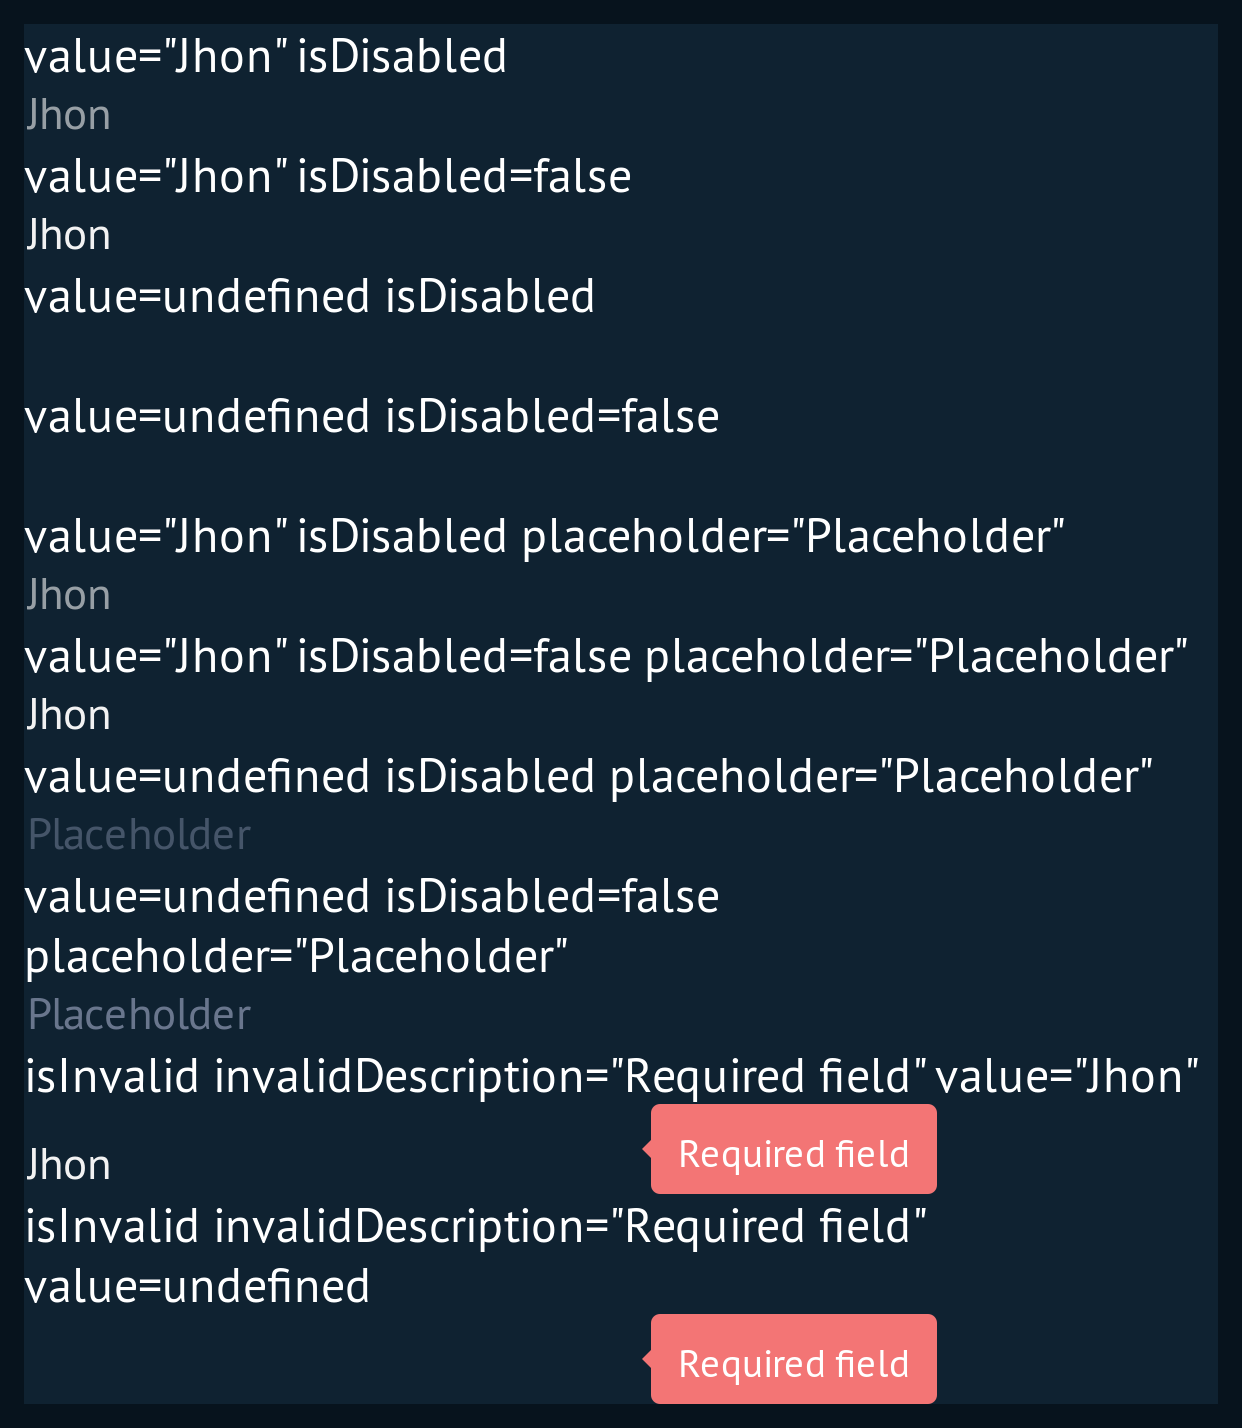 value="Jhon" isDisabled
Jhon
value="Jhon" isDisabled=false
Jhon
value=undefined isDisabled
value=undefined isDisabled=false
value="Jhon" isDisabled placeholder="Placeholder"
Jhon
value="Jhon" isDisabled=false placeholder="Placeholder"
Jhon
value=undefined isDisabled placeholder="Placeholder"
Placeholder
value=undefined isDisabled=false
placeholder="Placeholder"
Placeholder
isInvalid invalidDescription="Required field" value="Jhon"
Required field
Jhon
isInvalid invalidDescription="Required field"
value=undefined
Required field